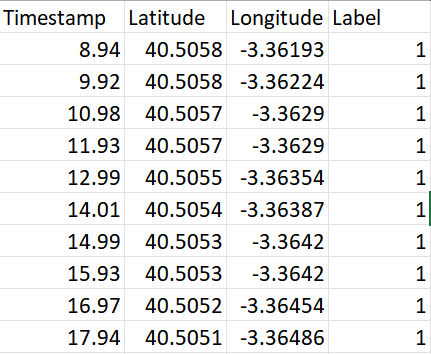 Timestamp Latitude Longitude Label
8.94 40.5058 -3.36193 1
9.92 40.5058 -3.36224 1
10.98 40.5057 -3.3629 1
11.93 40.5057 -3.3629 1
12.99 40.5055 -3.36354 1
14.01 40.5054 -3.36387 1
14.99 40.5053 -3.3642 1
15.93 40.5053 -3.3642 1
16.97 40.5052 -3.36454 1
17.94 40.5051 -3.36486 1